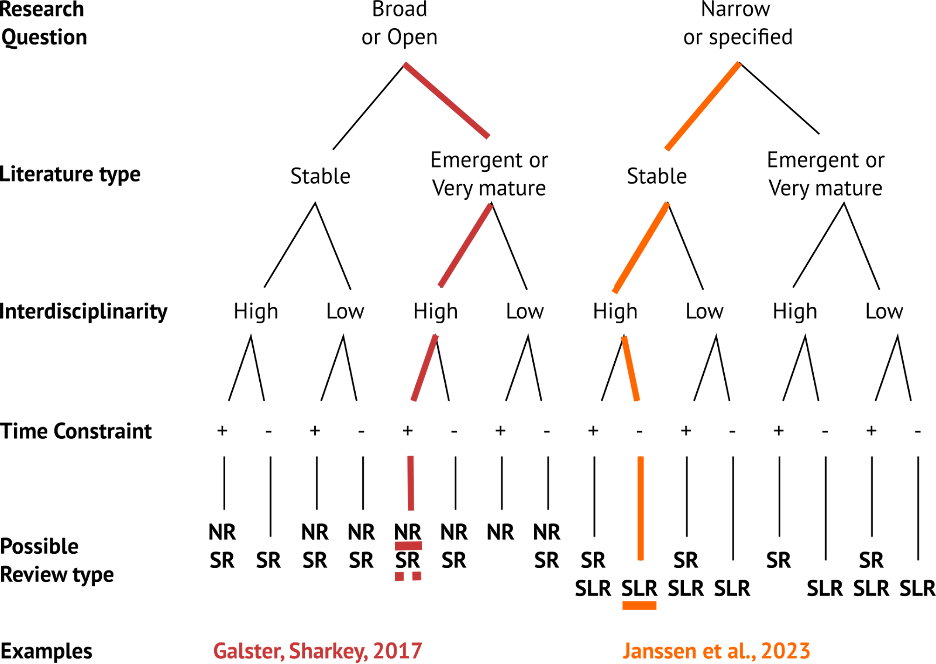 Research Question
Broad or Open
Narrow or specified
Literature type
Stable
Emergent or Very mature
Stable
Emergent or Very mature
Interdisciplinarity
High Low High Low High Low High Low
Time Constraint
+ - + - + - + - + - + - + - + -
Possible Review type
NR NR NR NR NR NR NR
SR SR SR SR SR SR SR SR SR SR SR
SLR SLR SLR SLR SLR SLR SLR
Examples
Galster, Sharkey, 2017
Janssen et al., 2023